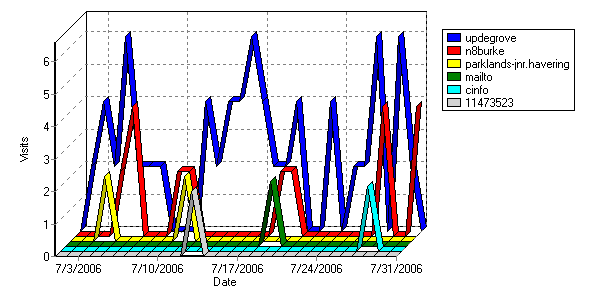 updegrove
n8burke
parklands-jnr.havering
mailto
cinfo
11473523
6
5
4
3
2
1
0
Visits
7/3/2006 7/10/2006 7/17/2006 7/24/2006 7/31/2006
Date